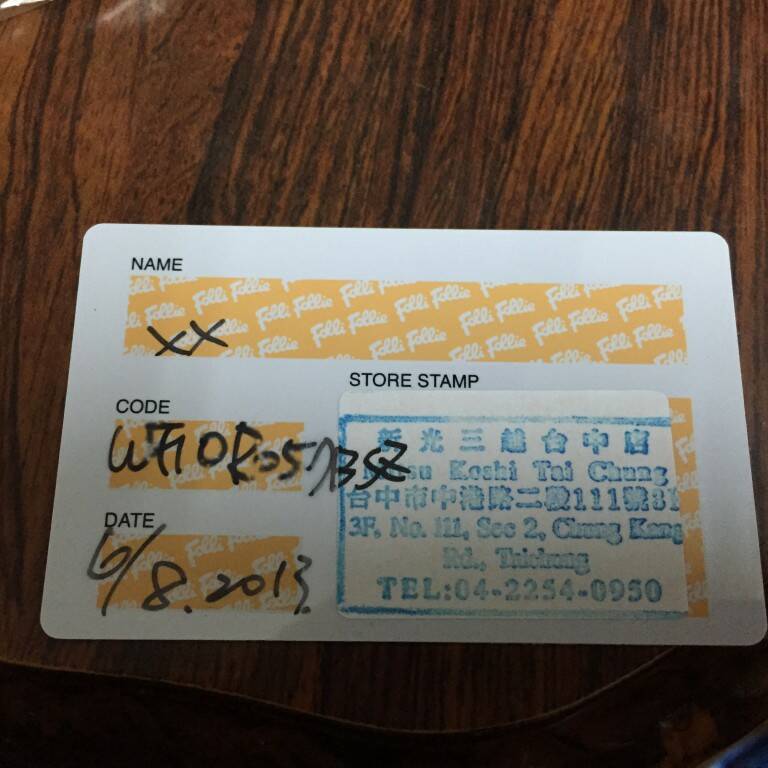 NAME
Folli Follie
XX
CODE
STORE STAMP
新光三越台中店
Koshi Tai Chung
台中市中港路二段111號
3F, No. 111, Sec 2, Chung Kang
Rd., Taichung
TEL:04-2254-0950
DATE
6/8.2013